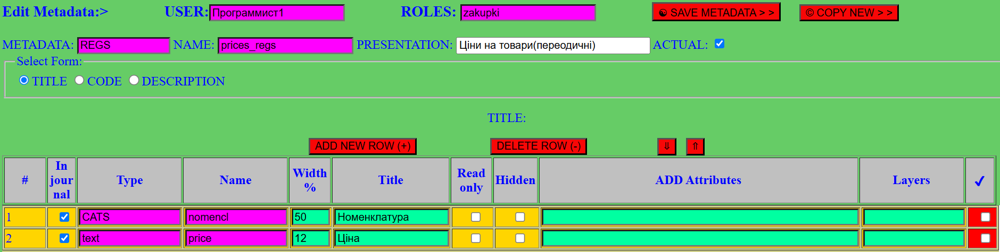 Edit Metadata:> USER: Программист1 ROLES: zakupki ☯ SAVE METADATA > > © COPY NEW > >
METADATA: REGS NAME: prices_regs PRESENTATION: Ціни на товари(переодичні) ACTUAL:
Select Form:
TITLE CODE DESCRIPTION
TITLE:
ADD NEW ROW (+) DELETE ROW (-) ⇓ ⇑
# In jour nal Type Name Width % Title Read only Hidden ADD Attributes Layers ✓
1 CATS nomencl 50 Номенклатура
2 text price 12 Ціна